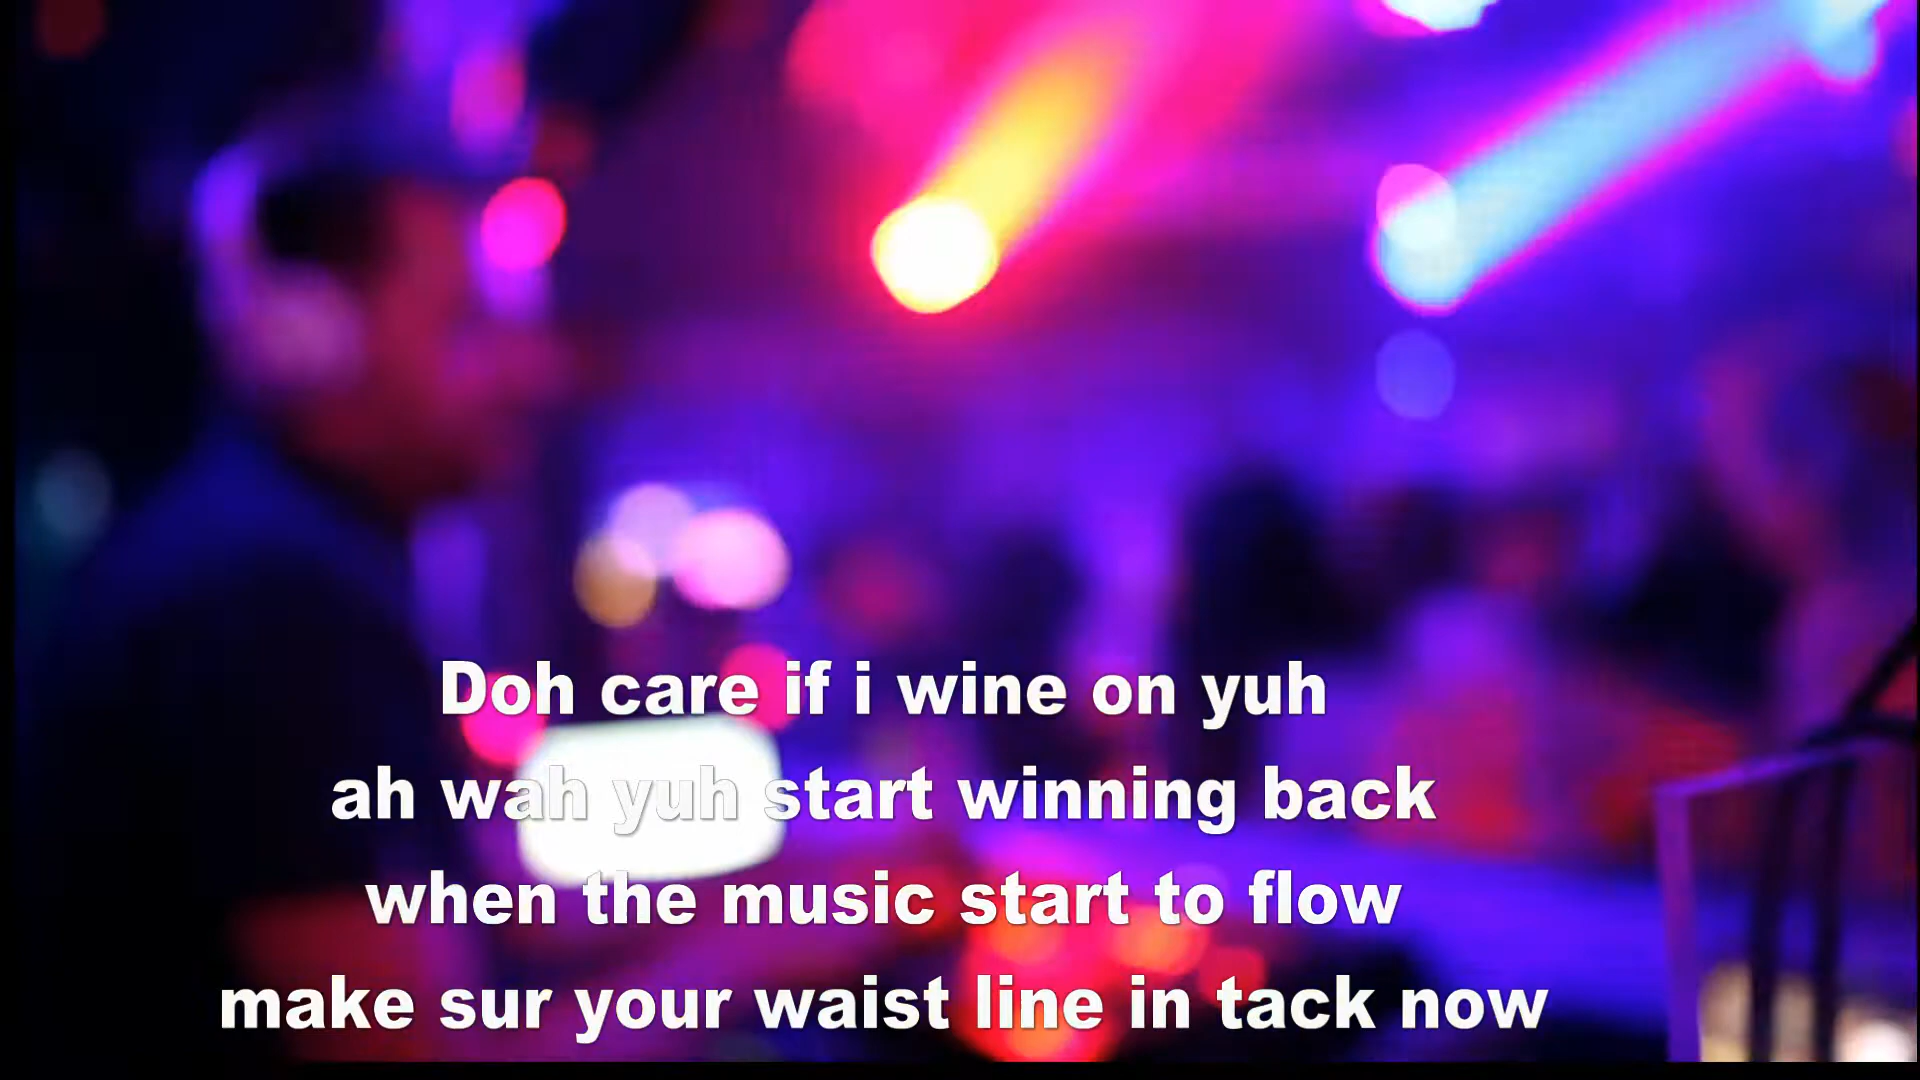 Doh care if i wine on yuh
ah wah yuh start winning back
when the music start to flow
make sur your waist line in tack now